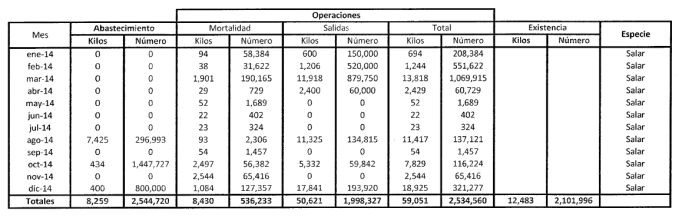 Operaciones
Mes Abastecimiento Mortalidad Salidas Total Existencia Especie
Kilos Número Kilos Número Kilos Número Kilos Número Kilos Número
ene-14 0 0 94 58,384 600 150,000 694 208,384 Salar
feb-14 0 0 38 31,622 1,206 520,000 1,244 551,622 Salar
mar-14 0 0 1,901 190,165 11,918 879,750 13,818 1,069,915 Salar
abr-14 0 0 29 729 2,400 60,000 2,429 60,729 Salar
may-14 0 0 52 1,689 0 0 52 1,689 Salar
jun-14 0 0 22 402 0 0 22 402 Salar
jul-14 0 0 23 324 0 0 23 324 Salar
ago-14 7,425 296,993 93 2,306 11,325 134,815 11,417 137,121 Salar
sep-14 0 0 54 1,457 0 0 54 1,457 Salar
oct-14 434 1,447,727 2,497 56,382 5,332 59,842 7,829 116,224 Salar
nov-14 0 0 2,544 65,416 0 0 2,544 65,416 Salar
dic-14 400 800,000 1,084 127,357 17,841 193,920 18,925 321,277 Salar
Totales 8,259 2,544,720 8,430 536,233 50,621 1,998,327 59,051 2,534,560 12,483 2,101,996